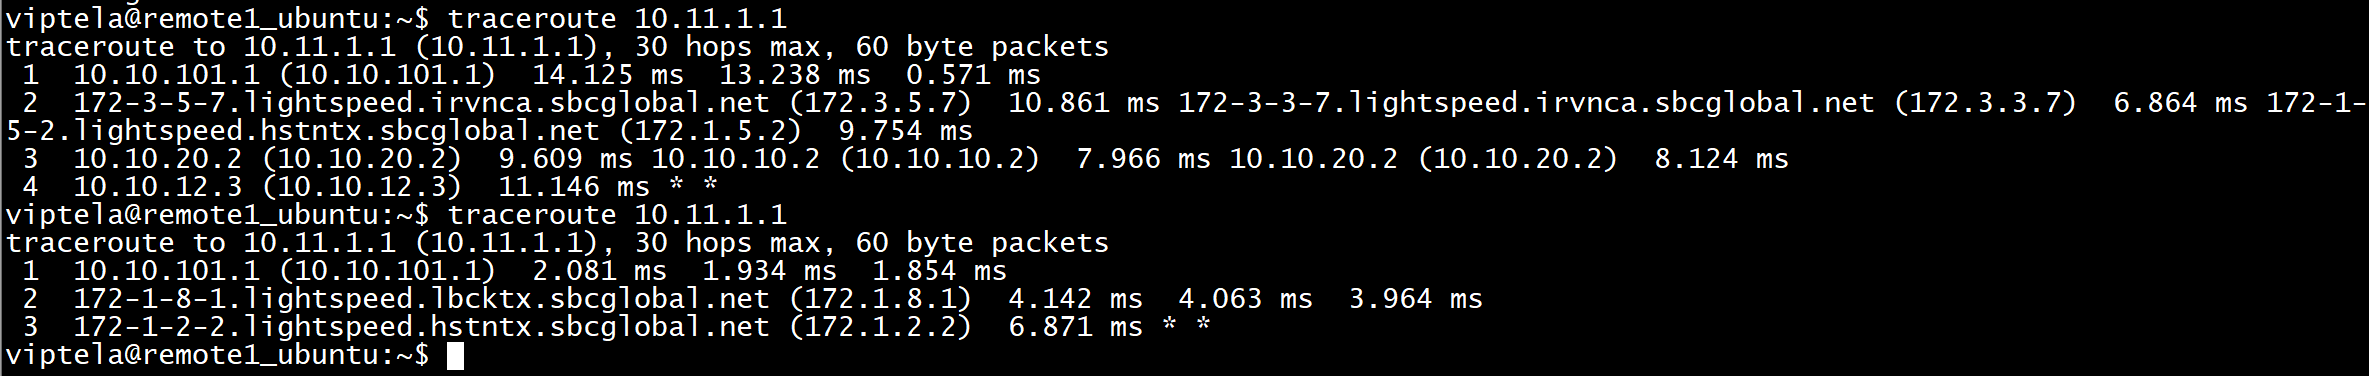 viptela@remote1_ubuntu:~$ traceroute 10.11.1.1
traceroute to 10.11.1.1 (10.11.1.1), 30 hops max, 60 byte packets
 1  10.10.101.1 (10.10.101.1)  14.125 ms  13.238 ms  0.571 ms
 2  172-3-5-7.lightspeed.irvnca.sbcglobal.net (172.3.5.7)  10.861 ms 172-3-3-7.lightspeed.irvnca.sbcglobal.net (172.3.3.7)  6.864 ms 172-1-
5-2.lightspeed.hstntx.sbcglobal.net (172.1.5.2)  9.754 ms
 3  10.10.20.2 (10.10.20.2)  9.609 ms 10.10.10.2 (10.10.10.2)  7.966 ms 10.10.20.2 (10.10.20.2)  8.124 ms
 4  10.10.12.3 (10.10.12.3)  11.146 ms * *
viptela@remote1_ubuntu:~$ traceroute 10.11.1.1
traceroute to 10.11.1.1 (10.11.1.1), 30 hops max, 60 byte packets
 1  10.10.101.1 (10.10.101.1)  2.081 ms  1.934 ms  1.854 ms
 2  172-1-8-1.lightspeed.lbcktx.sbcglobal.net (172.1.8.1)  4.142 ms  4.063 ms  3.964 ms
 3  172-1-2-2.lightspeed.hstntx.sbcglobal.net (172.1.2.2)  6.871 ms * *
viptela@remote1_ubuntu:~$